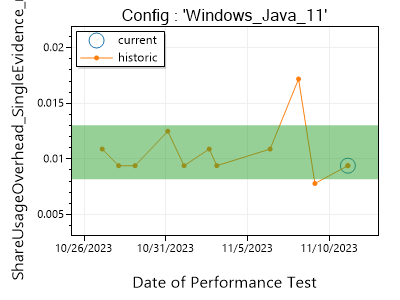 Config : 'Windows_Java_11'
current
historic
0.02
0.015
0.01
0.005
ShareUsageOverhead_SingleEvidence_
10/26/2023
10/31/2023
11/5/2023
11/10/2023
Date of Performance Test